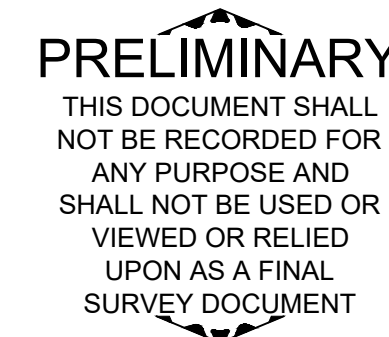 PRELIMINARY
THIS DOCUMENT SHALL
NOT BE RECORDED FOR
ANY PURPOSE AND
SHALL NOT BE USED OR
VIEWED OR RELIED
UPON AS A FINAL
SURVEY DOCUMENT